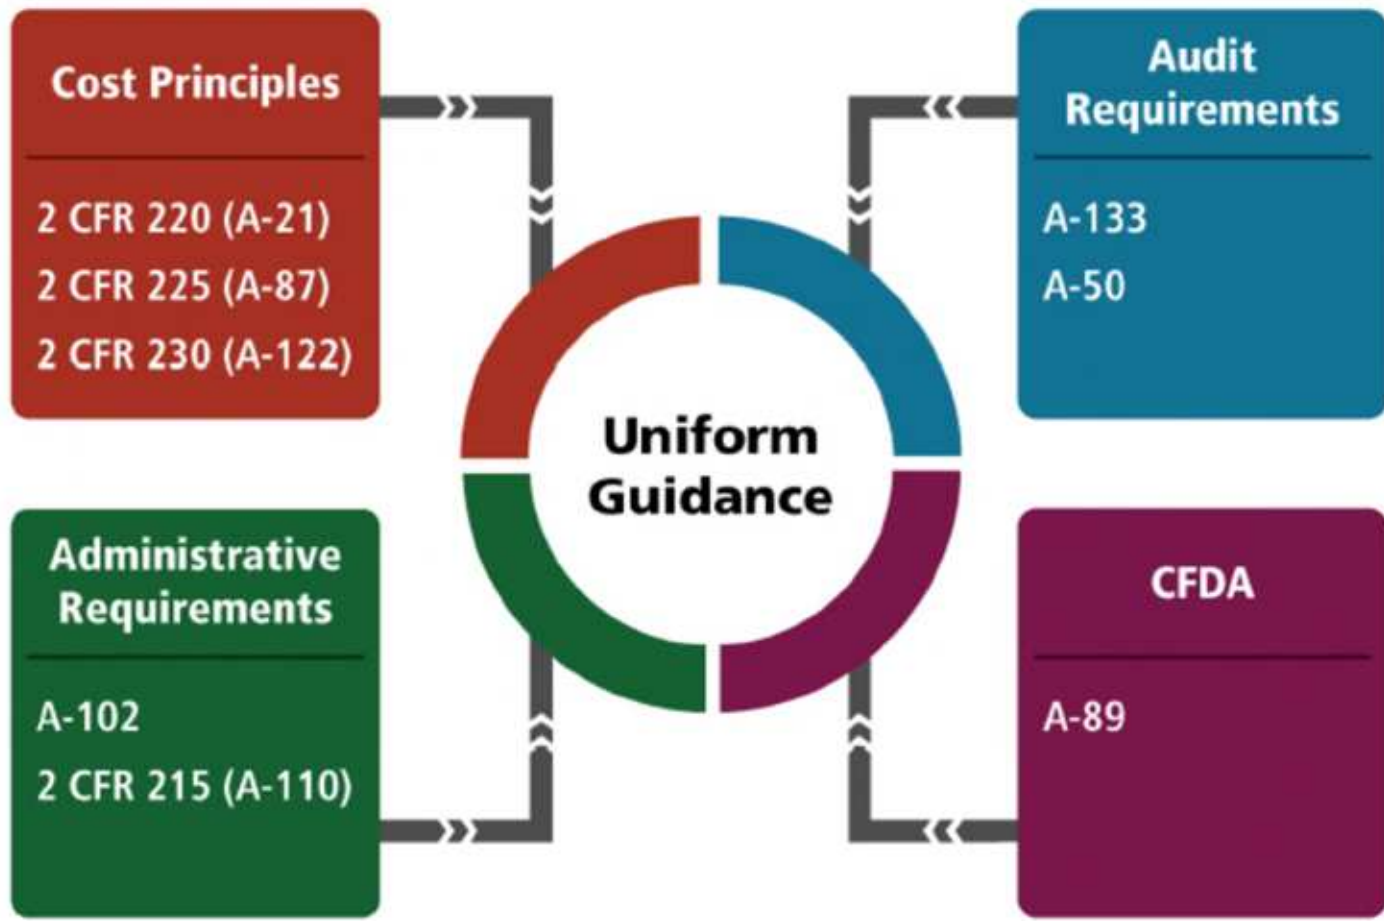 Cost Principles
2 CFR 220 (A-21)
2 CFR 225 (A-87)
2 CFR 230 (A-122)
Audit
Requirements
A-133
A-50
Uniform
Guidance
Administrative
Requirements
A-102
2 CFR 215 (A-110)
CFDA
A-89